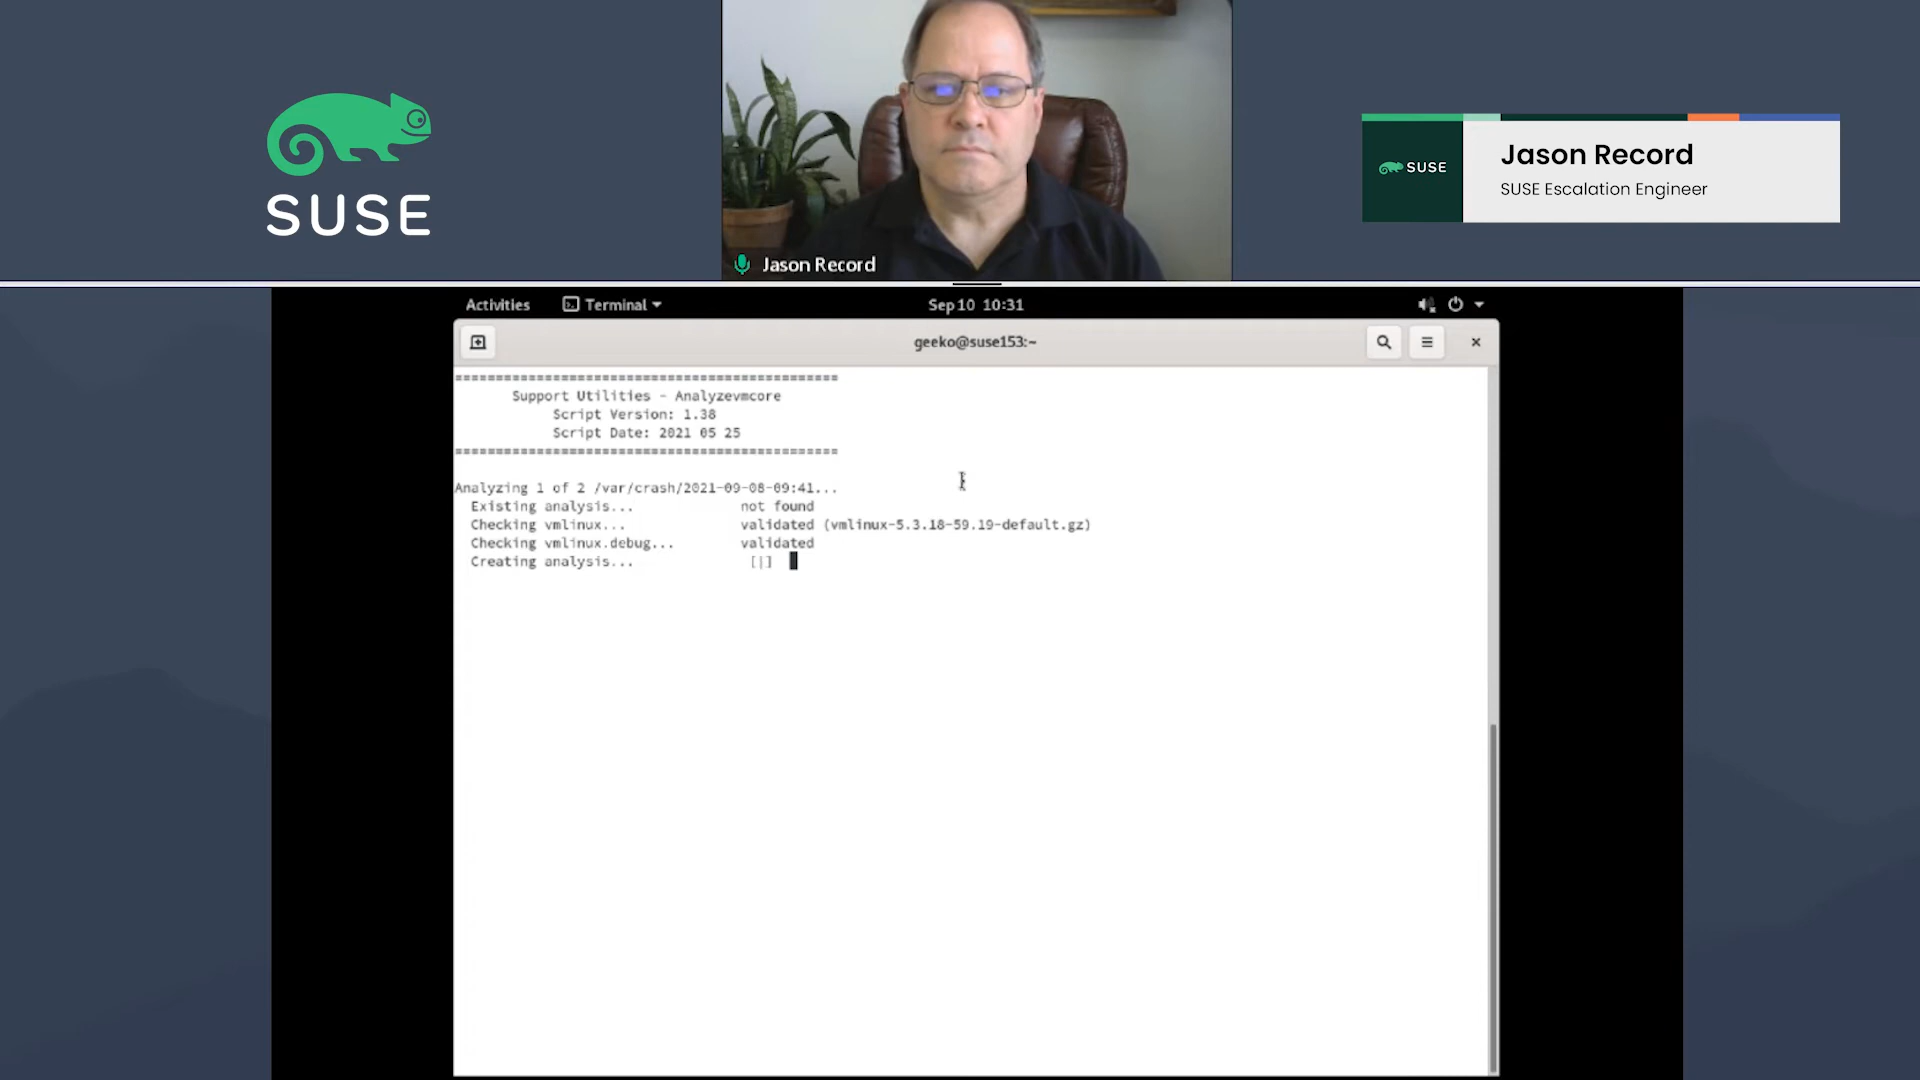 SUSE
Jason Record
SUSE
Jason Record
SUSE Escalation Engineer
Activities Terminal Sep 10 10:31
geeko@suse153:~
===============================================
Support Utilities - Analyzevmcore
Script Version: 1.38
Script Date: 2021 05 25
===============================================
Analyzing 1 of 2 /var/crash/2021-09-08-09:41...
Existing analysis... not found
Checking vmlinux... validated (vmlinux-5.3.18-59.19-default.gz)
Checking vmlinux.debug... validated
Creating analysis... [|]